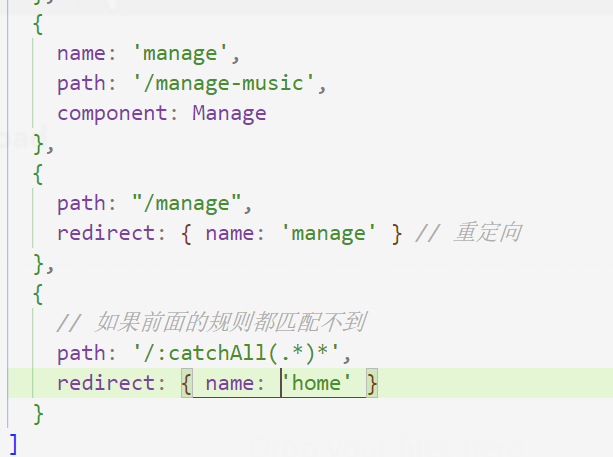 },
{
name: 'manage',
path: '/manage-music',
component: Manage
},
{
path: "/manage",
redirect: { name: 'manage' } // 重定向
},
{
// 如果前面的规则都匹配不到
path: '/:catchAll(.*)*',
redirect: { name: 'home' }
}
]